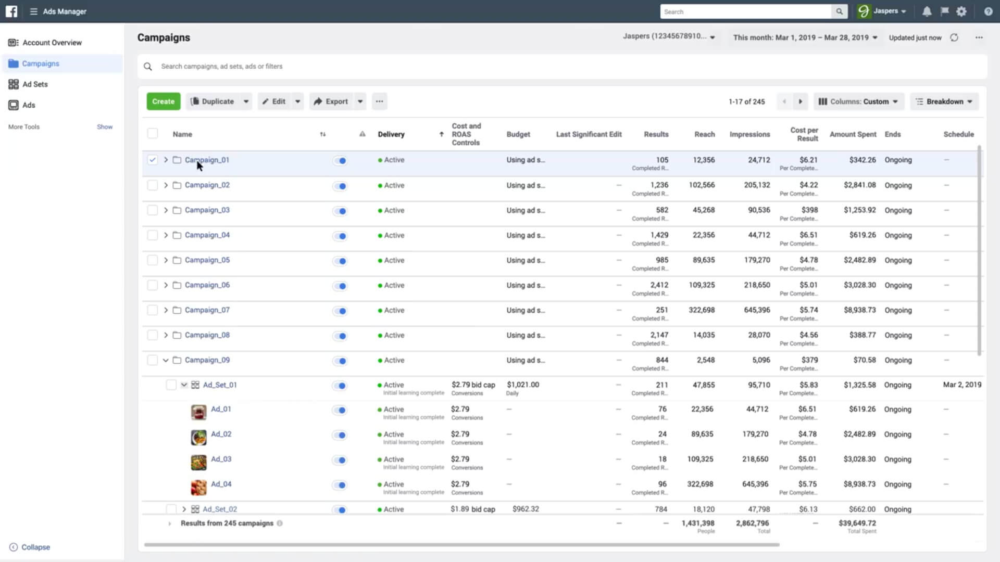 Ads Manager
Search
Jaspers
Account Overview
Campaigns
Ad Sets
Ads
More Tools
Show
Collapse
Campaigns
Jaspers (12345678910...
This month: Mar 1, 2019 – Mar 28, 2019
Updated just now
Search campaigns, ad sets, ads or filters
Create
Duplicate
Edit
Export
1-17 of 245
Columns: Custom
Breakdown
Name Delivery Cost and ROAS Controls Budget Last Significant Edit Results Reach Impressions Cost per Result Amount Spent Ends Schedule
Campaign_01 Active Using ad s... 105 12,356 24,712 $6.21 $342.26 Ongoing —
Completed R... Per Complete...
Campaign_02 Active Using ad s... — 1,236 102,566 205,132 $4.22 $2,841.08 Ongoing —
Completed R... Per Complete...
Campaign_03 Active Using ad s... — 582 45,268 90,536 $398 $1,253.92 Ongoing —
Completed R... Per Complete...
Campaign_04 Active Using ad s... — 1,429 22,356 44,712 $6.51 $619.26 Ongoing —
Completed R... Per Complete...
Campaign_05 Active Using ad s... — 985 89,635 179,270 $4.78 $2,482.89 Ongoing —
Completed R... Per Complete...
Campaign_06 Active Using ad s... — 2,412 109,325 218,650 $5.01 $3,028.30 Ongoing —
Completed R... Per Complete...
Campaign_07 Active Using ad s... — 251 322,698 645,396 $5.74 $8,938.73 Ongoing —
Completed R... Per Complete...
Campaign_08 Active Using ad s... — 2,147 14,035 28,070 $4.56 $388.77 Ongoing —
Completed R... Per Complete...
Campaign_09 Active Using ad s... — 844 2,548 5,096 $379 $70.58 Ongoing —
Completed R... Per Complete...
Ad_Set_01 Active $2.79 bid cap $1,021.00 — 211 47,855 95,710 $5.83 $1,325.58 Ongoing Mar 2, 2019
Initial learning complete Conversions Daily Completed R... Per Complete...
Ad_01 Active $2.79 — — 76 22,356 44,712 $6.51 $619.26 Ongoing —
Initial learning complete Conversions Completed R... Per Complete...
Ad_02 Active $2.79 — — 24 89,635 179,270 $4.78 $2,482.89 Ongoing —
Initial learning complete Conversions Completed R... Per Complete...
Ad_03 Active $2.79 — — 18 109,325 218,650 $5.01 $3,028.30 Ongoing —
Initial learning complete Conversions Completed R... Per Complete...
Ad_04 Active $2.79 — — 96 322,698 645,396 $5.75 $8,938.73 Ongoing —
Initial learning complete Conversions Completed R... Per Complete...
Ad_Set_02 Active $1.89 bid cap $962.32 — 784 18,120 47,798 $6.13 $662.00 Ongoing
Results from 245 campaigns — — 1,431,398 2,862,796 — $39,649.72
People Total Total Spent